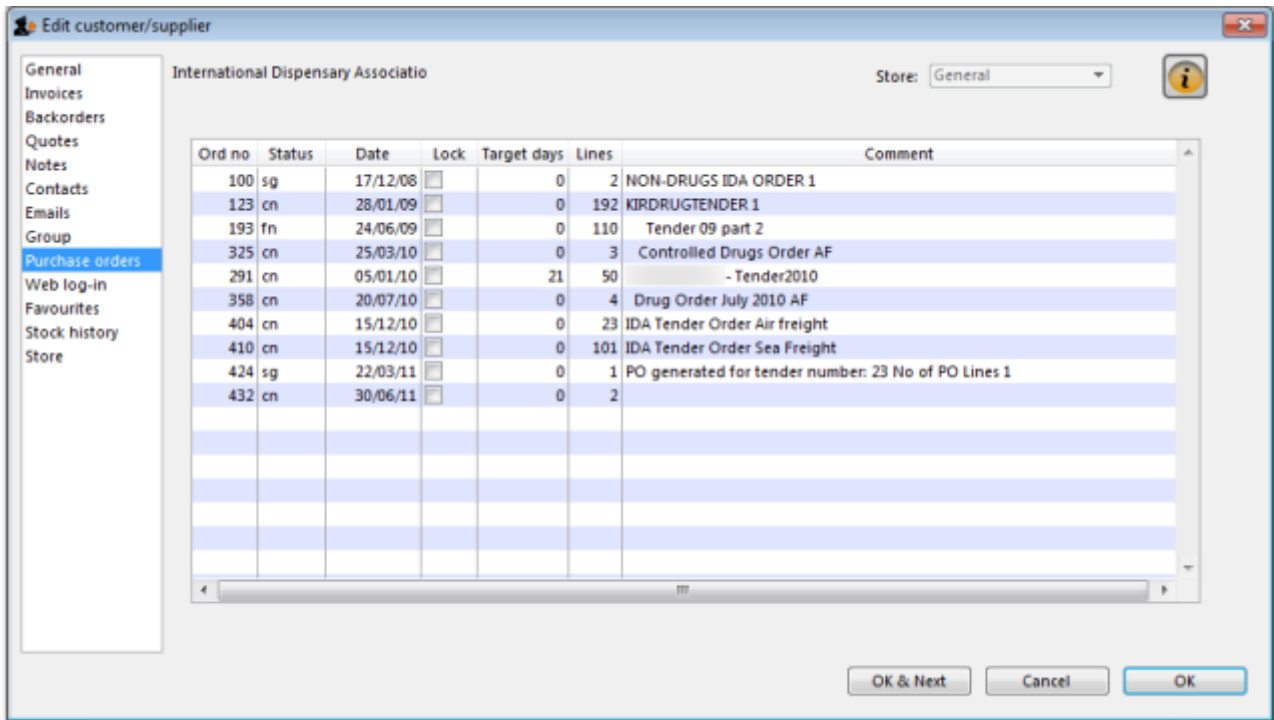 Edit customer/supplier
General
Invoices
Backorders
Quotes
Notes
Contacts
Emails
Group
Purchase orders
Web log-in
Favourites
Stock history
Store
International Dispensary Associatio
Store: General
Ord no Status Date Lock Target days Lines Comment
100 sg 17/12/08 0 2 NON-DRUGS IDA ORDER 1
123 cn 28/01/09 0 192 KIRDRUGTENDER 1
193 fn 24/06/09 0 110 Tender 09 part 2
325 cn 25/03/10 0 3 Controlled Drugs Order AF
291 cn 05/01/10 21 50 - Tender2010
358 cn 20/07/10 0 4 Drug Order July 2010 AF
404 cn 15/12/10 0 23 IDA Tender Order Air freight
410 cn 15/12/10 0 101 IDA Tender Order Sea Freight
424 sg 22/03/11 0 1 PO generated for tender number: 23 No of PO Lines 1
432 cn 30/06/11 0 2
OK & Next Cancel OK